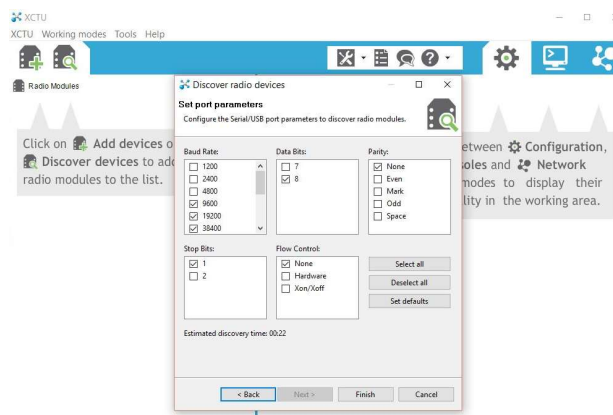 XCTU
XCTU Working modes Tools Help
Radio Modules
Click on Add devices o
Discover devices to add
radio modules to the list.
Discover radio devices
Set port parameters
Configure the Serial/USB port parameters to discover radio modules.
Baud Rate:
1200
2400
4800
9600
19200
38400
Data Bits:
7
8
Parity:
None
Even
Mark
Odd
Space
Stop Bits:
1
2
Flow Control:
None
Hardware
Xon/Xoff
Select all
Deselect all
Set defaults
Estimated discovery time: 00:22
< Back Next > Finish Cancel
etween Configuration,
soles and Network
modes to display their
lity in the working area.